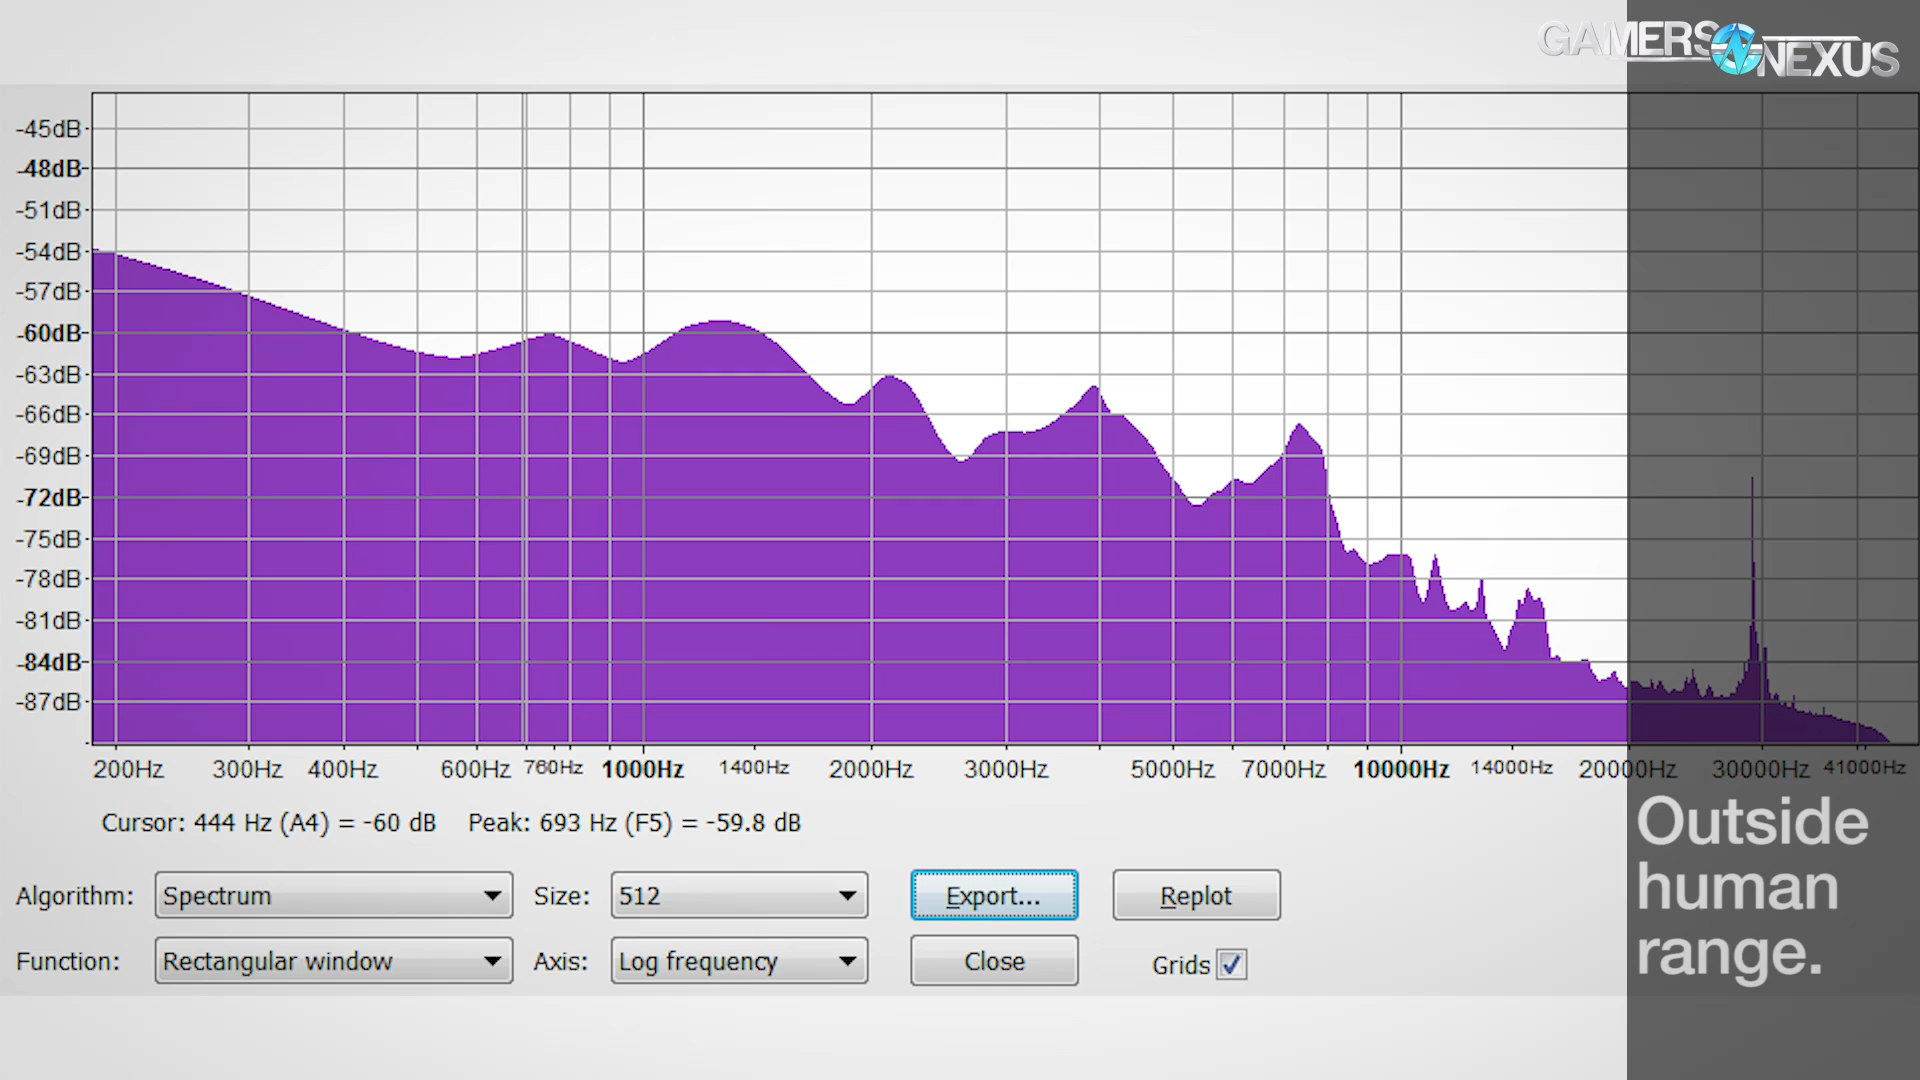 GAMERS NEXUS
-45dB
-48dB
-51dB
-54dB
-57dB
-60dB
-63dB
-66dB
-69dB
-72dB
-75dB
-78dB
-81dB
-84dB
-87dB
200Hz 300Hz 400Hz 600Hz 760Hz 1000Hz 1400Hz 2000Hz 3000Hz 5000Hz 7000Hz 10000Hz 14000Hz 20000Hz 30000Hz 41000Hz
Cursor: 444 Hz (A4) = -60 dB Peak: 693 Hz (F5) = -59.8 dB
Algorithm: Spectrum Size: 512 Export... Replot
Function: Rectangular window Axis: Log frequency Close Grids
Outside
human
range.